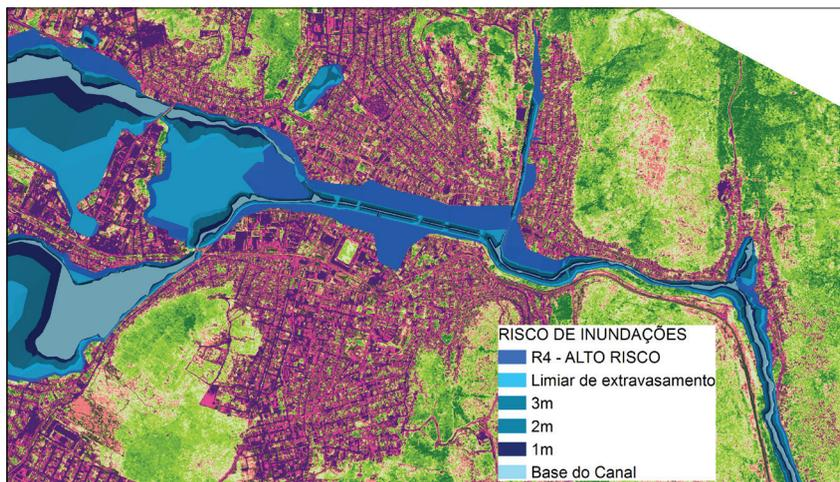 RISCO DE INUNDAÇÕES
R4 - ALTO RISCO
Limiar de extravasamento
3m
2m
1m
Base do Canal